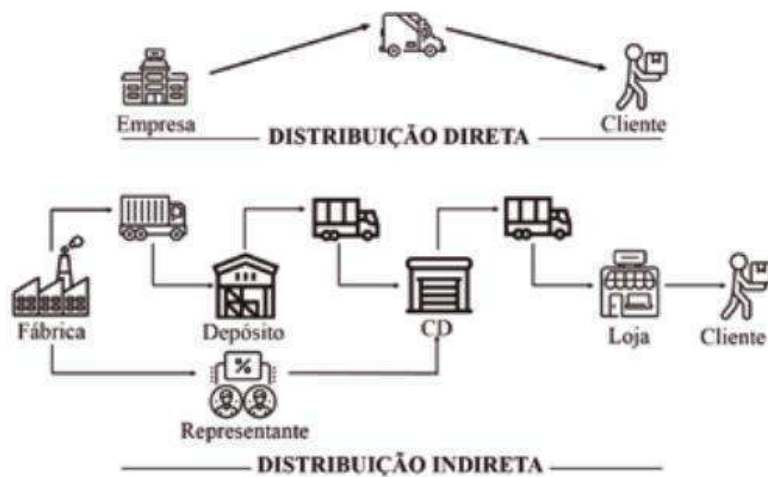 Empresa
Cliente
DISTRIBUIÇÃO DIRETA
Fábrica
Depósito
CD
Loja
Cliente
%
Representante
DISTRIBUIÇÃO INDIRETA